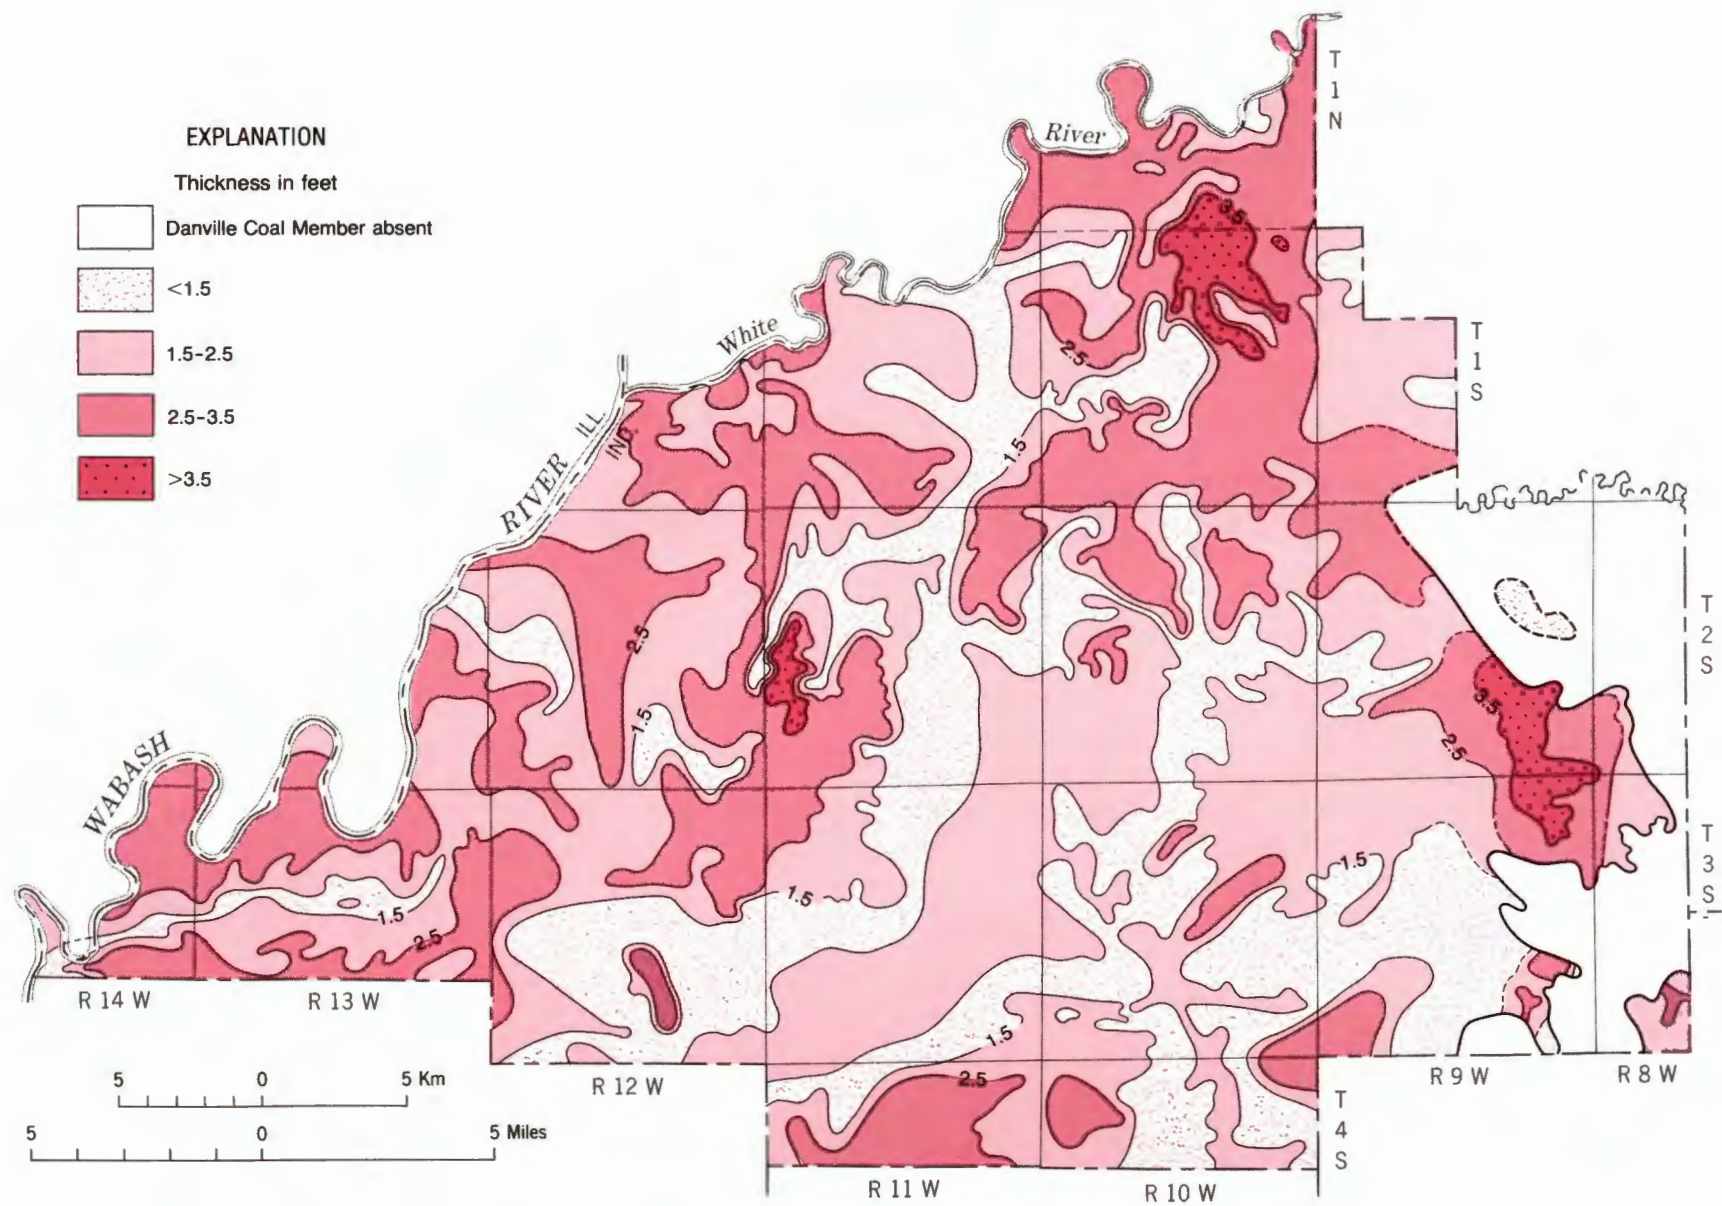 EXPLANATION
Thickness in feet
Danville Coal Member absent
<1.5
1.5-2.5
2.5-3.5
>3.5
River
White
ILL.
IND.
RIVER
WABASH
T
1
N
T
1
S
T
2
S
T
3
S
T
4
S
3.5
2.5
1.5
2.5
1.5
3.5
2.5
1.5
1.5
1.5
2.5
1.5
2.5
R 14 W
R 13 W
R 12 W
R 11 W
R 10 W
R 9 W
R 8 W
5 0 5 Km
5 0 5 Miles